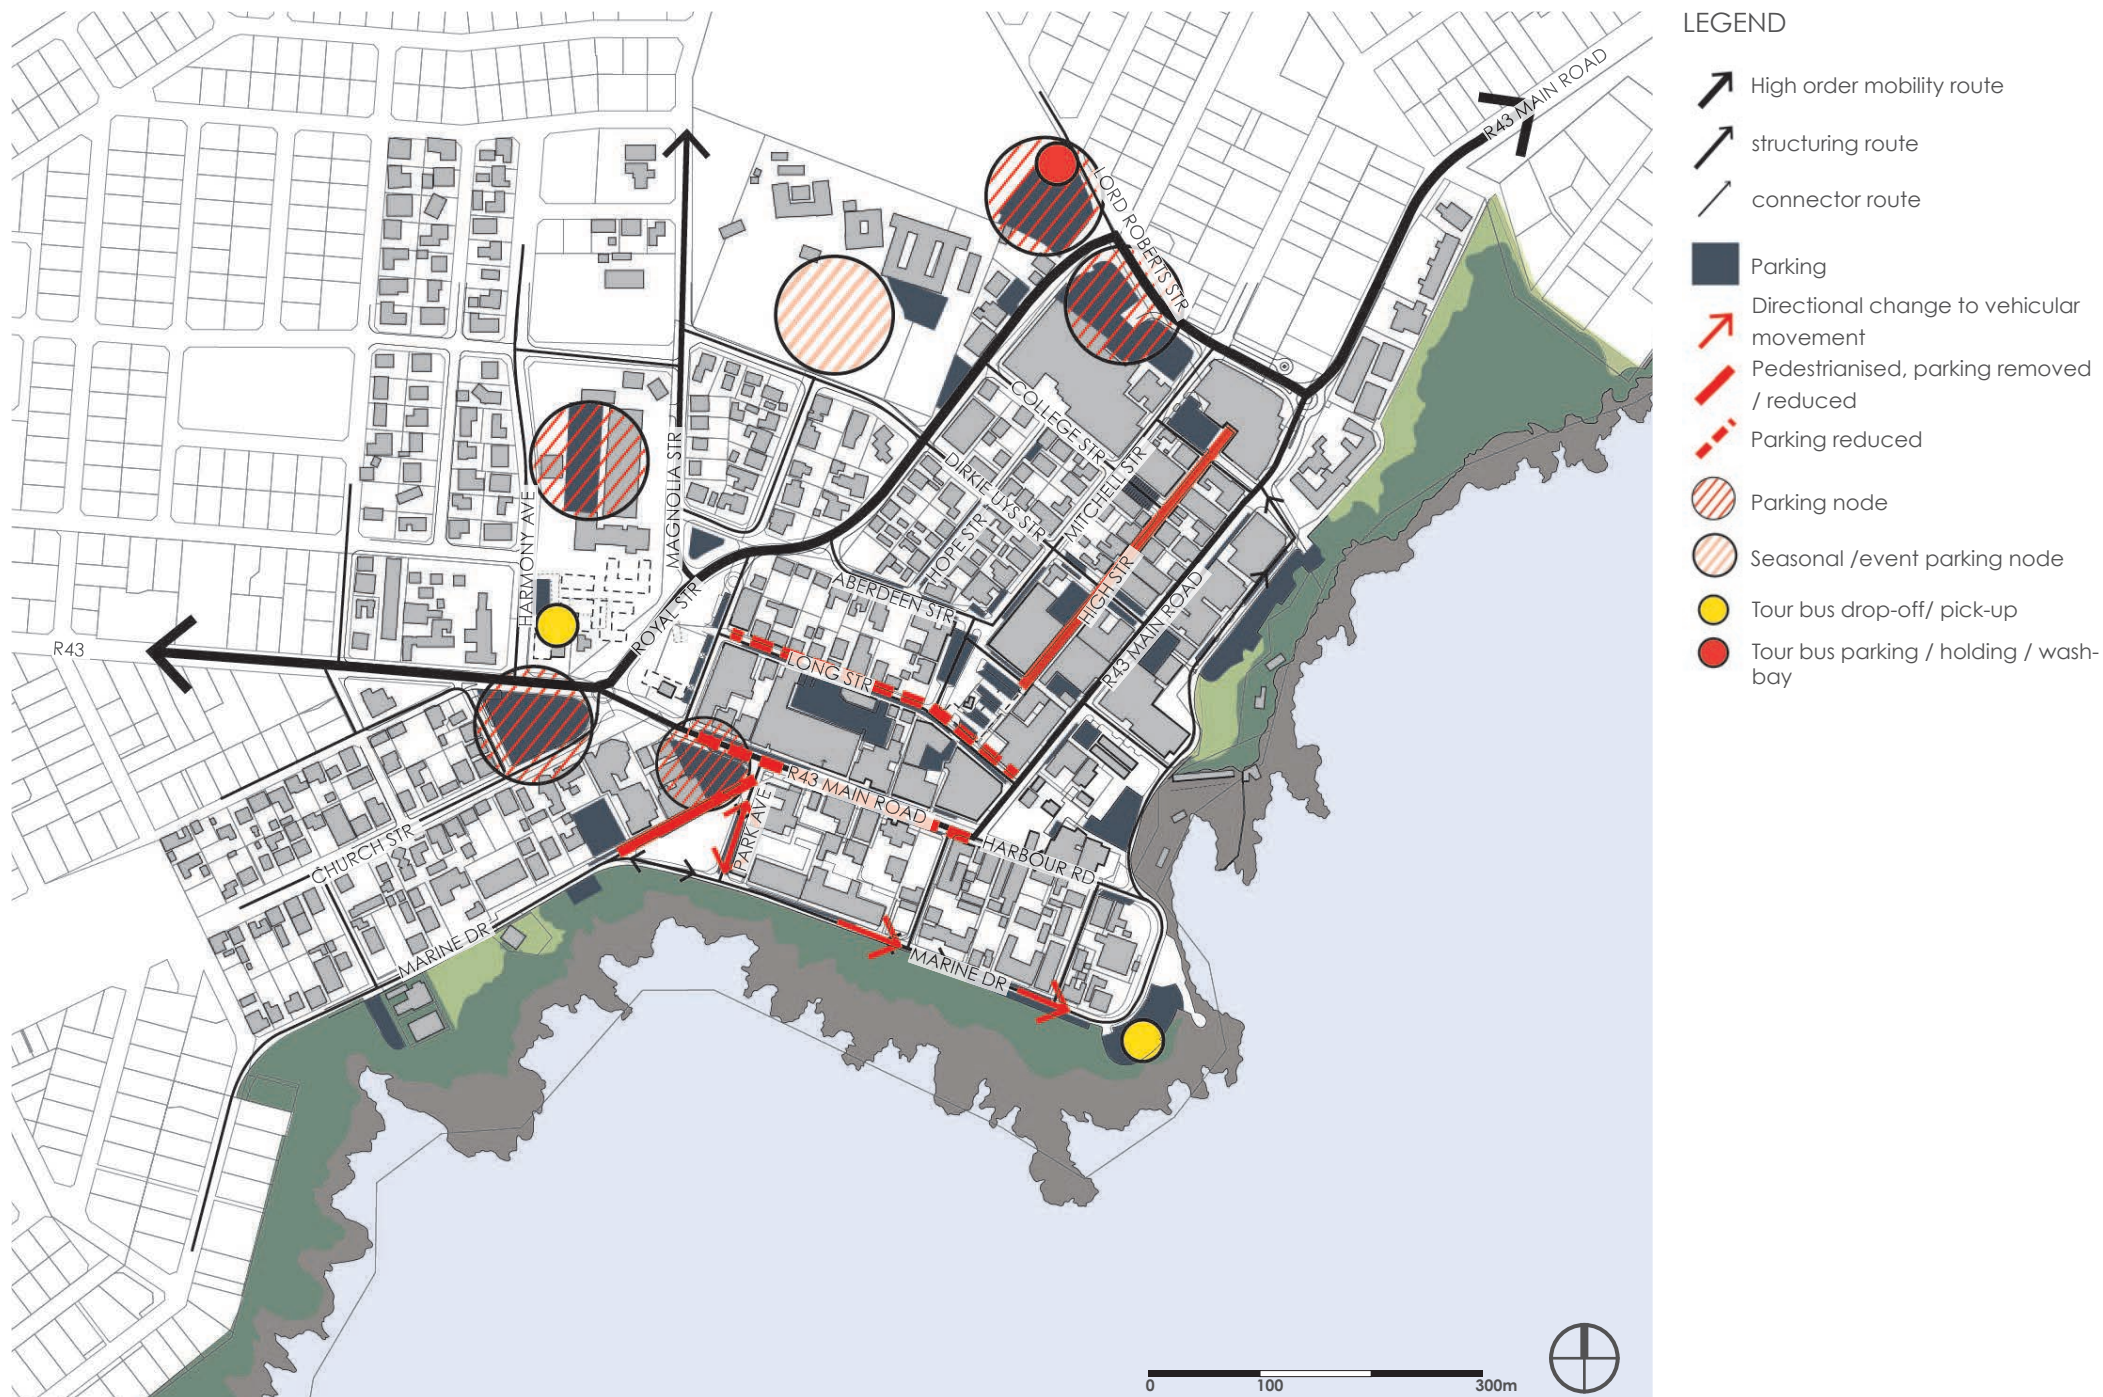 LEGEND
High order mobility route
structuring route
connector route
Parking
Directional change to vehicular
movement
Pedestrianised, parking removed
/ reduced
Parking reduced
Parking node
Seasonal /event parking node
Tour bus drop-off/ pick-up
Tour bus parking / holding / wash-
bay
R43 MAIN ROAD
LORD ROBERTS STR
COLLEGE STR
DIRKIE UYS STR
MITCHELL STR
HOPE STR
HIGH STR
MAGNOLIA STR
HARMONY AVE
ABERDEEN STR
ROYAL STR
R43 MAIN ROAD
R43
LONG STR
R43 MAIN ROAD
PARK AVE
HARBOUR RD
CHURCH STR
MARINE DR
MARINE DR
0
100
300m